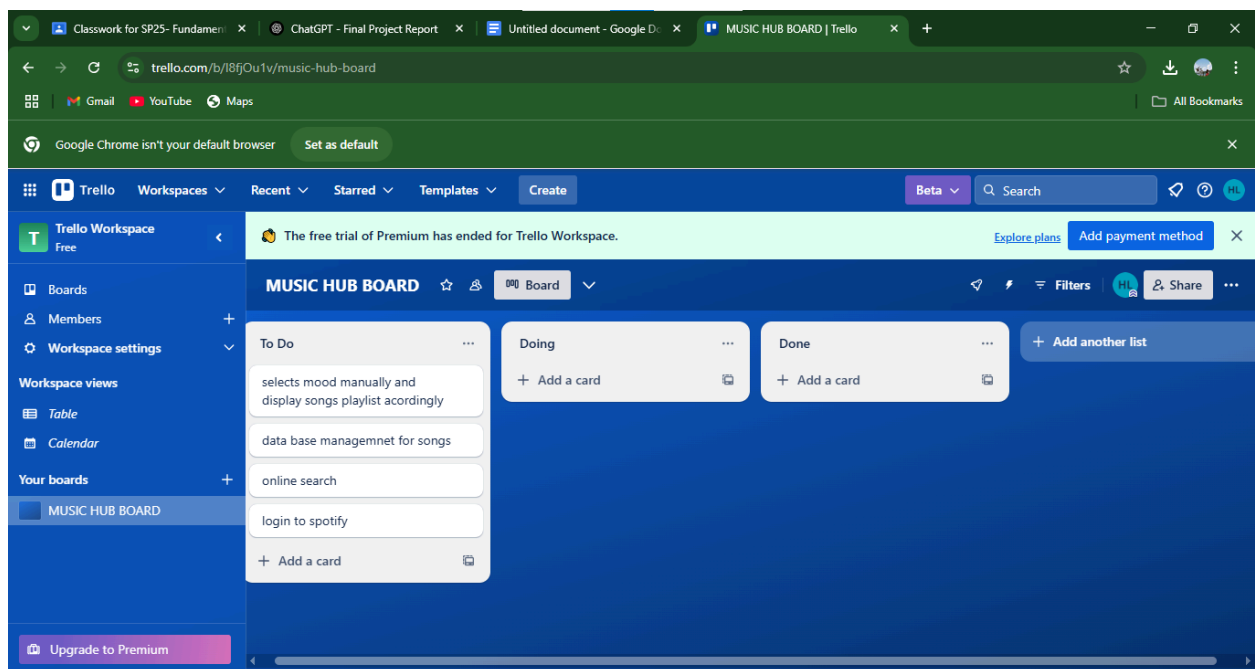 Classwork for SP25- Fundament
ChatGPT - Final Project Report
Untitled document - Google Do
MUSIC HUB BOARD | Trello
trello.com/b/l8fjOu1v/music-hub-board
Gmail YouTube Maps
All Bookmarks
Google Chrome isn't your default browser Set as default
Trello Workspaces Recent Starred Templates Create Beta Search HL
T Trello Workspace
Free
The free trial of Premium has ended for Trello Workspace. Explore plans Add payment method
MUSIC HUB BOARD Board Filters HL Share
Boards
Members
Workspace settings
Workspace views
Table
Calendar
Your boards
MUSIC HUB BOARD
Upgrade to Premium
To Do
selects mood manually and
display songs playlist acordingly
data base managemnet for songs
online search
login to spotify
+ Add a card
Doing
+ Add a card
Done
+ Add a card
+ Add another list